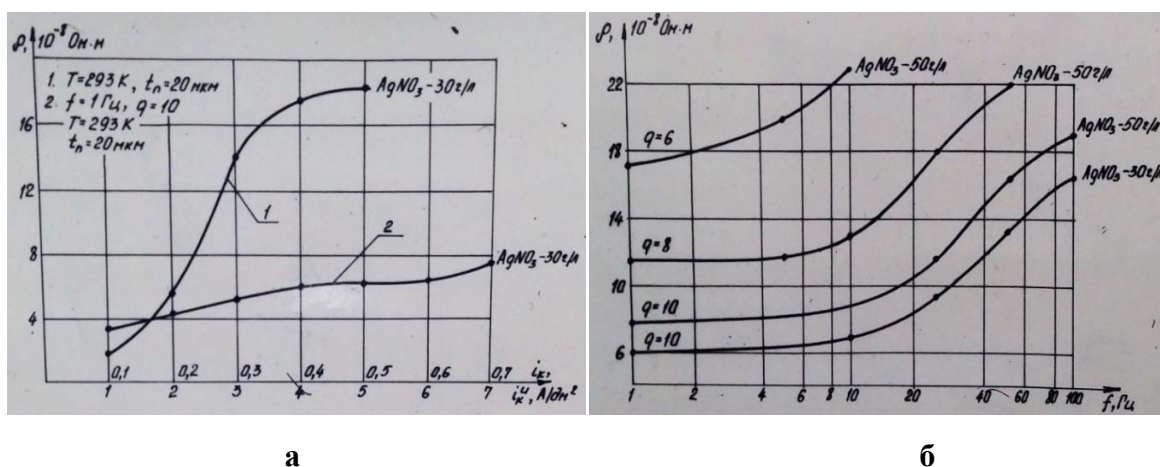 ρ, 10⁻⁸ Ом·м
1. T=293 К, tп=20 мкм
2. f=1 Гц, q=10
T=293 К
tп=20 мкм
AgNO₃-30г/л
16
12
8
4
1
2
AgNO₃-30г/л
0,1 0,2 0,3 0,4 0,5 0,6 0,7 iк,
1 2 3 4 5 6 7 iкᵘ, А/дм²
а
ρ, 10⁻⁸ Ом·м
22
18
14
10
6
AgNO₃-50г/л
AgNO₃-50г/л
AgNO₃-50г/л
AgNO₃-30г/л
q=6
q=8
q=10
q=10
1 2 4 6 8 10 20 40 60 80 100 f, Гц
б